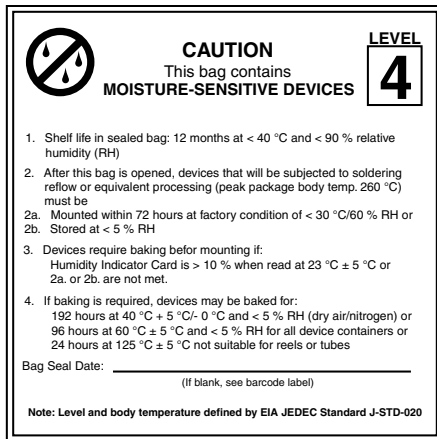 LEVEL
CAUTION
4
This bag contains
MOISTURE-SENSITIVE DEVICES
1. Shelf life in sealed bag: 12 months at < 40 °C and < 90 % relative
humidity (RH)
2. After this bag is opened, devices that will be subjected to soldering
reflow or equivalent processing (peak package body temp. 260 °C)
must be
2a. Mounted within 72 hours at factory condition of < 30 °C/60 % RH or
2b. Stored at < 5 % RH
3. Devices require baking befor mounting if:
Humidity Indicator Card is > 10 % when read at 23 °C ± 5 °C or
2a. or 2b. are not met.
4. If baking is required, devices may be baked for:
192 hours at 40 °C + 5 °C/- 0 °C and < 5 % RH (dry air/nitrogen) or
96 hours at 60 °C ± 5 °C and < 5 % RH for all device containers or
24 hours at 125 °C ± 5 °C not suitable for reels or tubes
Bag Seal Date:
(If blank, see barcode label)
Note: Level and body temperature defined by EIA JEDEC Standard J-STD-020